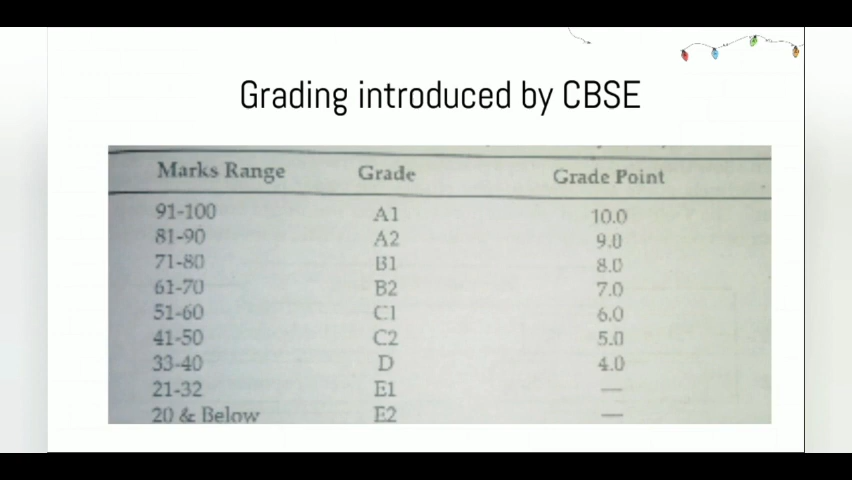 Grading introduced by CBSE
Marks Range Grade Grade Point
91-100 A1 10.0
81-90 A2 9.0
71-80 B1 8.0
61-70 B2 7.0
51-60 C1 6.0
41-50 C2 5.0
33-40 D 4.0
21-32 E1 —
20 & Below E2 —